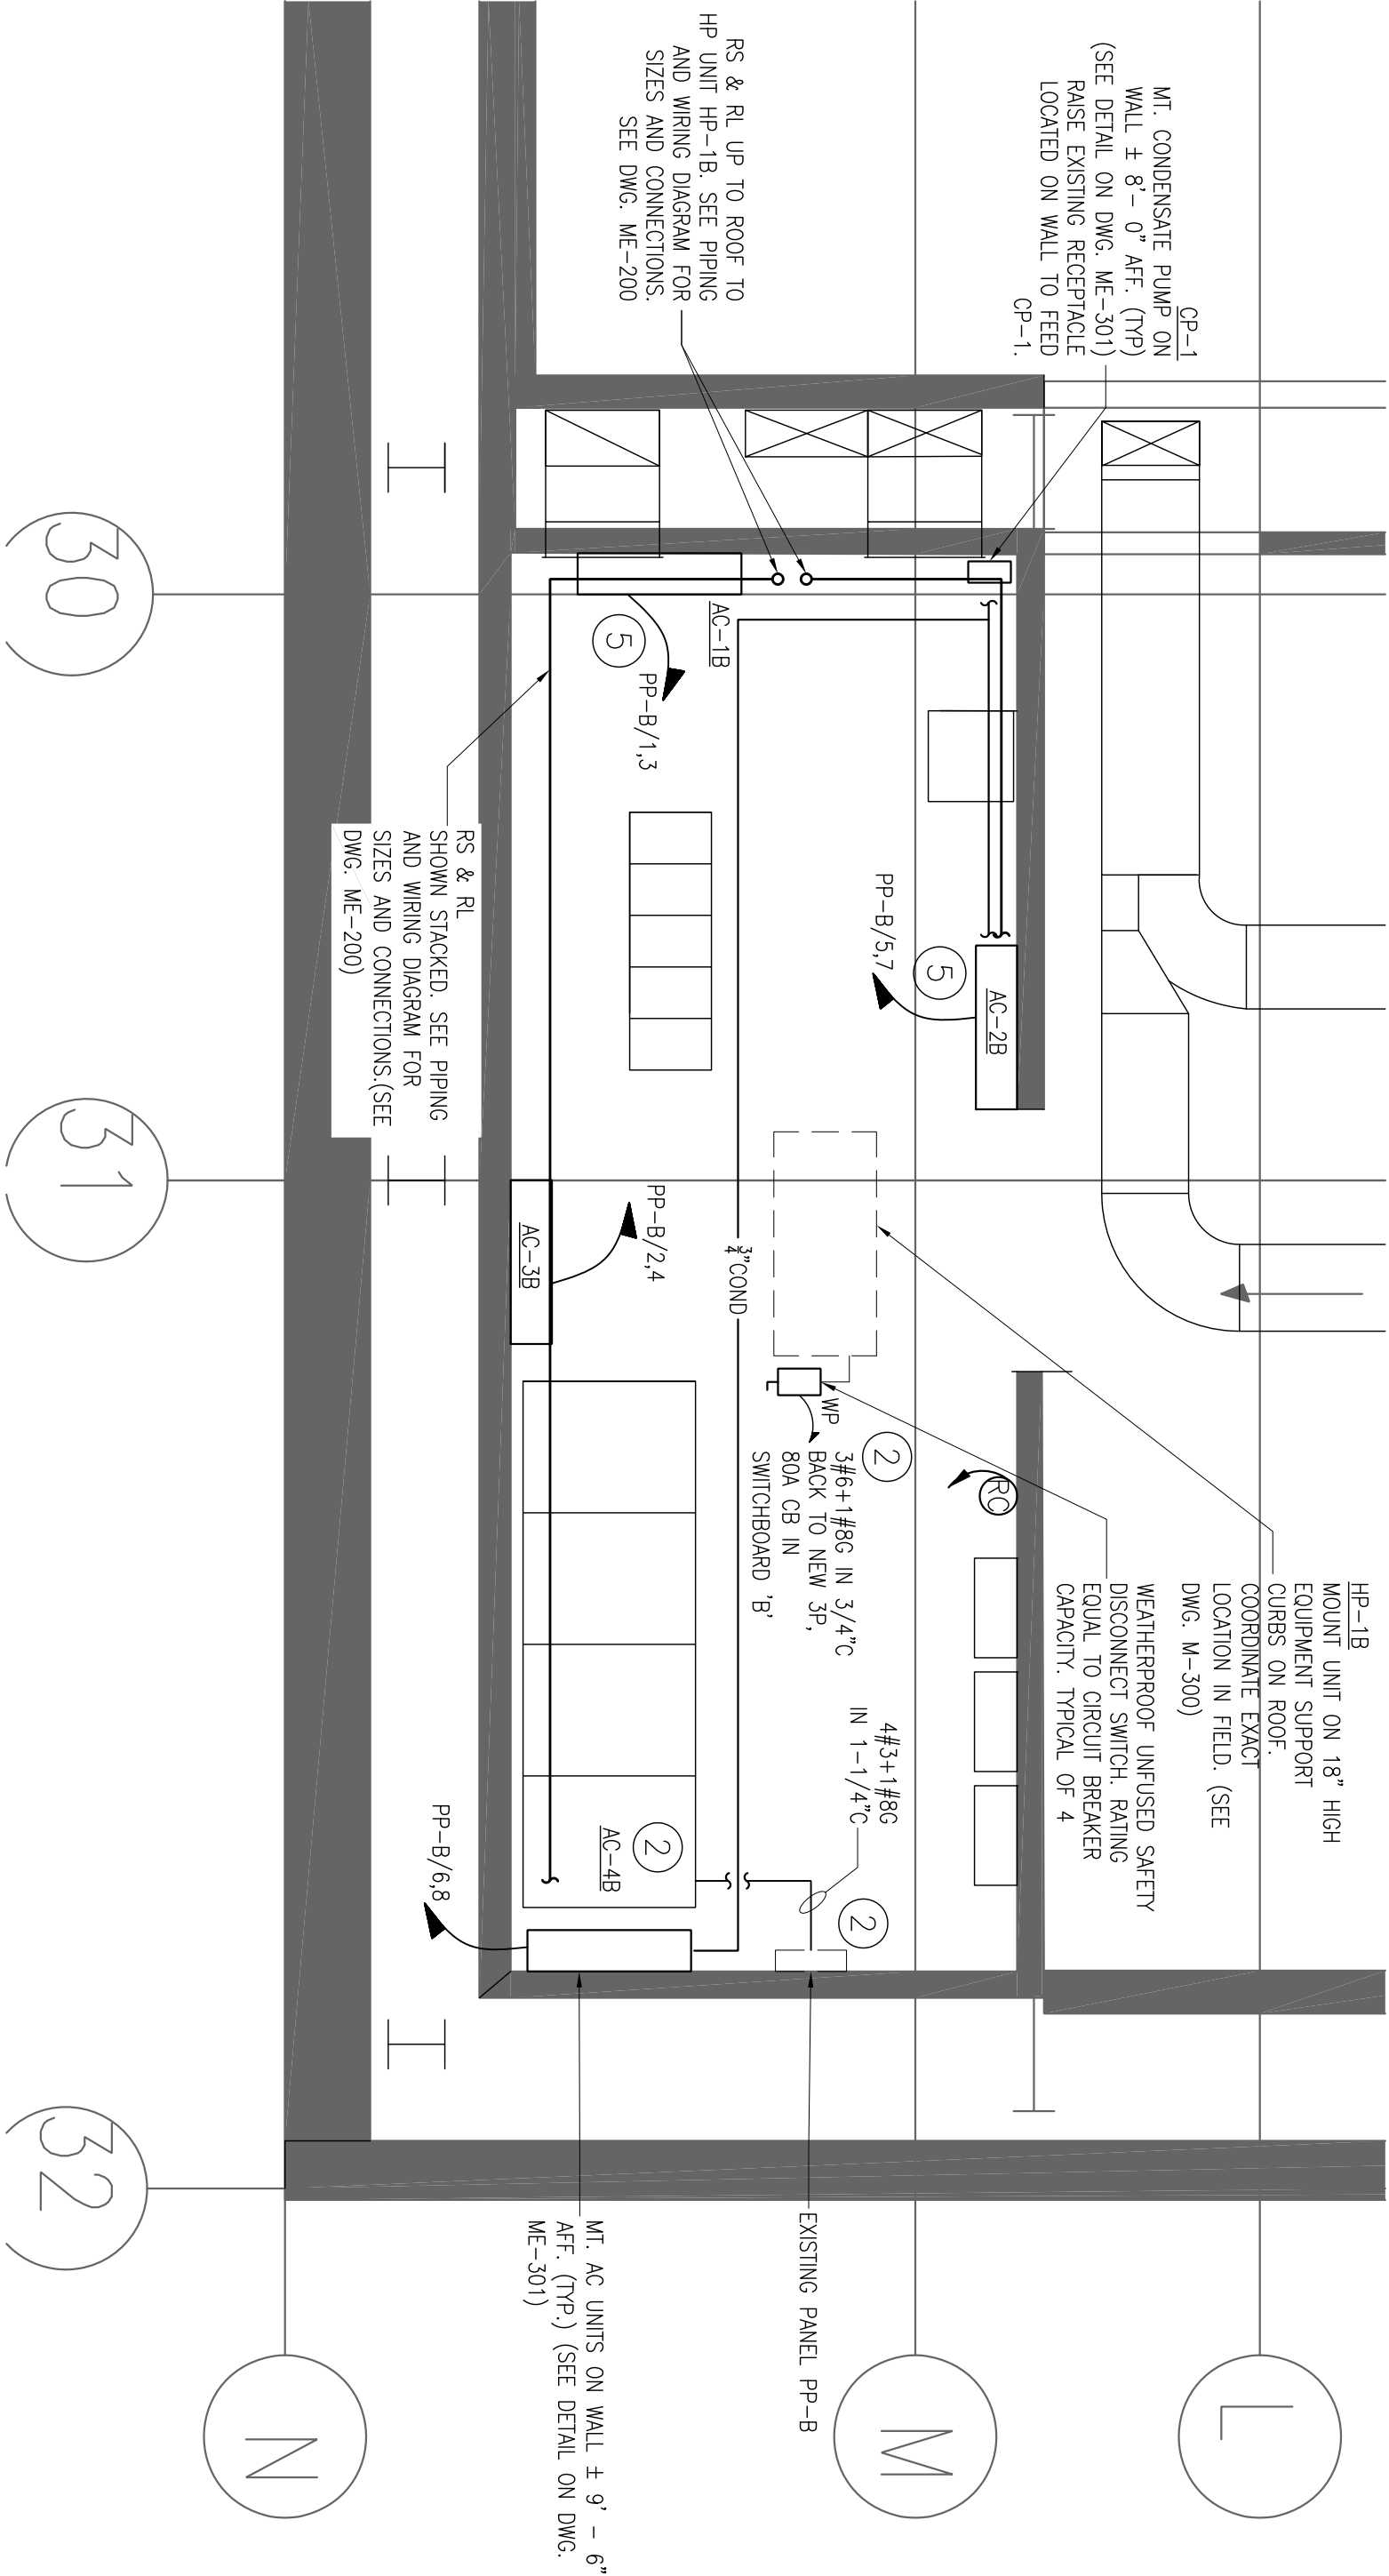 CP-1
MT. CONDENSATE PUMP ON
WALL ± 8'- 0" AFF. (TYP)
(SEE DETAIL ON DWG. ME-301)
RAISE EXISTING RECEPTACLE
LOCATED ON WALL TO FEED
CP-1.
RS & RL UP TO ROOF TO
HP UNIT HP-1B. SEE PIPING
AND WIRING DIAGRAM FOR
SIZES AND CONNECTIONS.
SEE DWG. ME-200
HP-1B
MOUNT UNIT ON 18" HIGH
EQUIPMENT SUPPORT
CURBS ON ROOF.
COORDINATE EXACT
LOCATION IN FIELD. (SEE
DWG. M-300)
WEATHERPROOF UNFUSED SAFETY
DISCONNECT SWITCH. RATING
EQUAL TO CIRCUIT BREAKER
CAPACITY. TYPICAL OF 4
RC
AC-2B
5
PP-B/5,7
2
WP
3#6+1#8G IN 3/4"C
BACK TO NEW 3P,
80A CB IN
SWITCHBOARD 'B'
4#3+1#8G
IN 1-1/4"C
2
3/4"COND
AC-1B
5
PP-B/1,3
PP-B/2,4
AC-3B
2
AC-4B
PP-B/6,8
RS & RL
SHOWN STACKED. SEE PIPING
AND WIRING DIAGRAM FOR
SIZES AND CONNECTIONS.(SEE
DWG. ME-200)
EXISTING PANEL PP-B
MT. AC UNITS ON WALL ± 9' - 6"
AFF. (TYP.) (SEE DETAIL ON DWG.
ME-301)
L
M
N
30
31
32